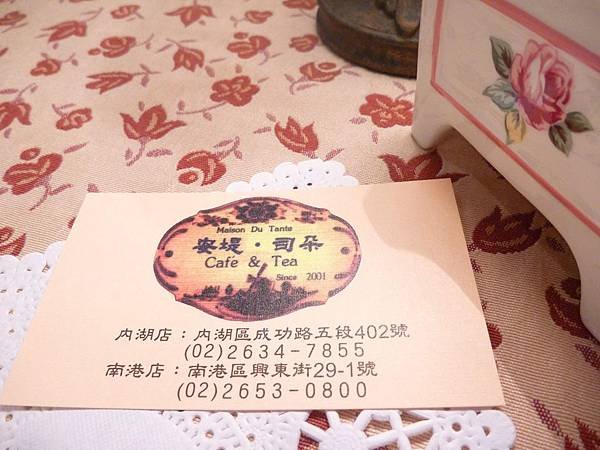 Maison Du Tante
安堤·司朵
Café & Tea
Since 2001
內湖店：內湖區成功路五段402號
(02)2634-7855
南港店：南港區興東街29-1號
(02)2653-0800